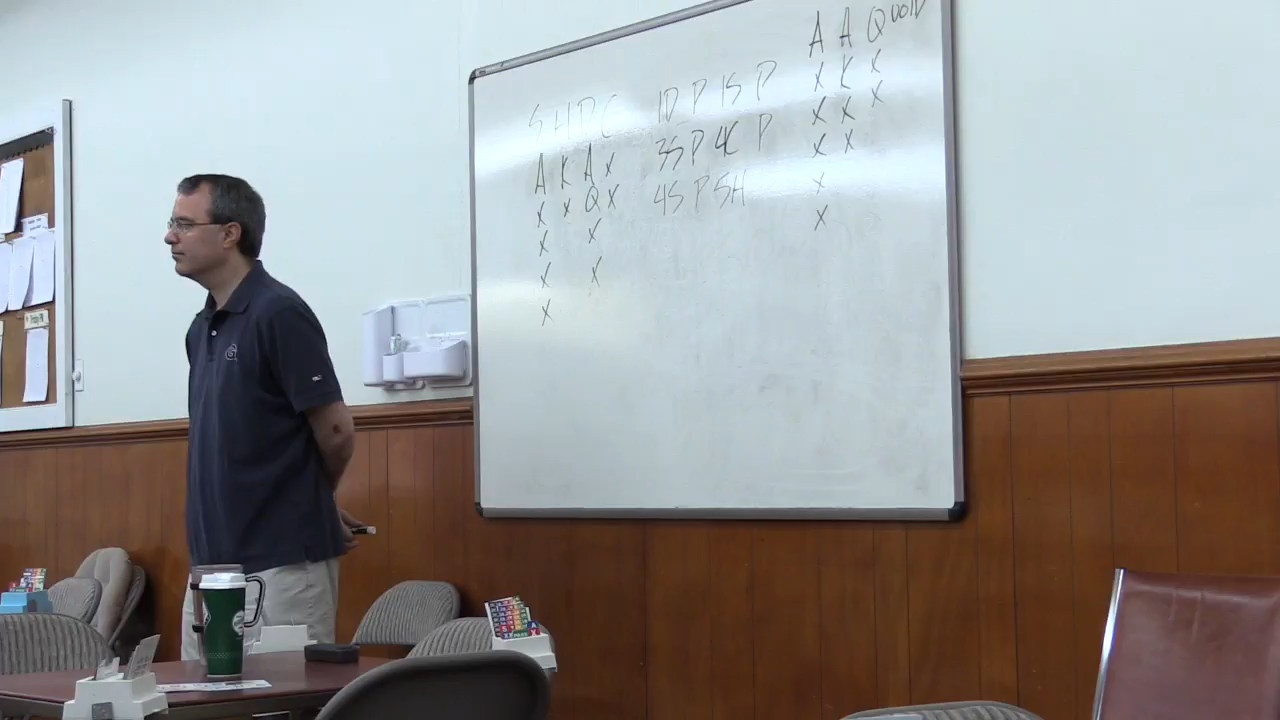 S H D C
A K A X
X X Q X
X X
X X
X
1D P 1S P
3S P 4C P
4S P 5H
A A Q VOID
X K X
X X X
X X
X
X